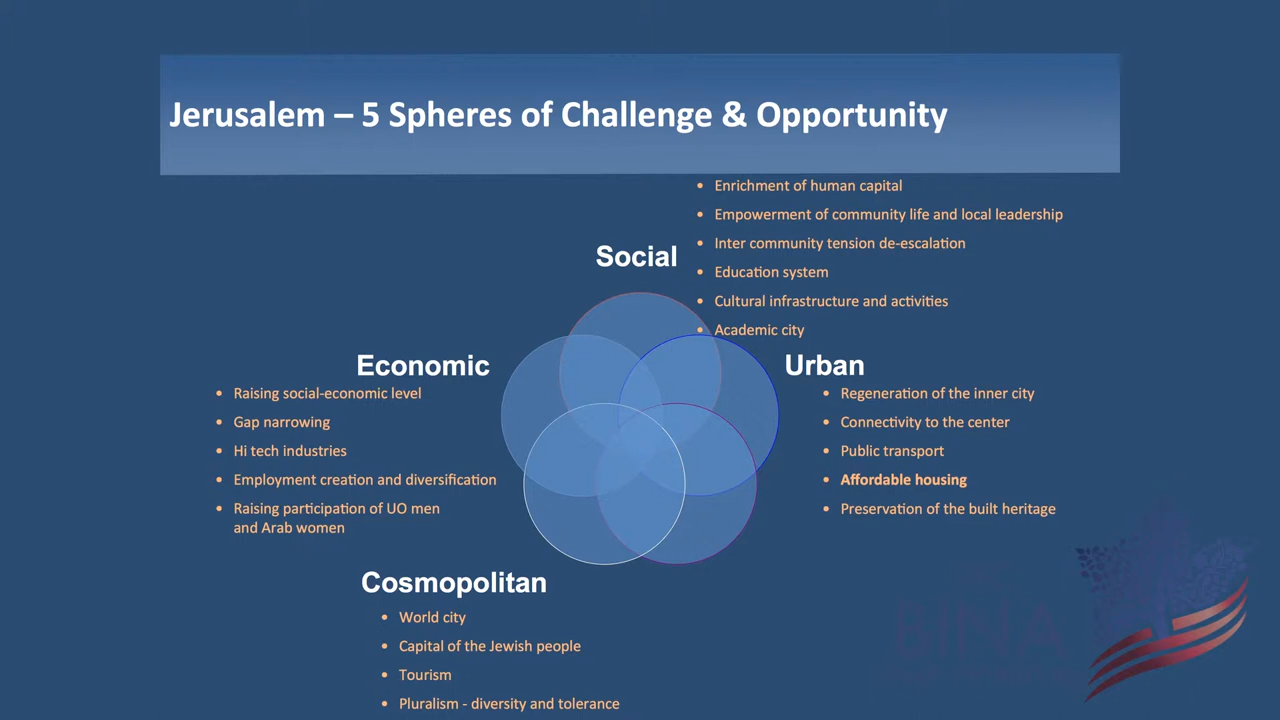 Jerusalem – 5 Spheres of Challenge & Opportunity
Social
• Enrichment of human capital
• Empowerment of community life and local leadership
• Inter community tension de-escalation
• Education system
• Cultural infrastructure and activities
• Academic city
Economic
• Raising social-economic level
• Gap narrowing
• Hi tech industries
• Employment creation and diversification
• Raising participation of UO men
and Arab women
Urban
• Regeneration of the inner city
• Connectivity to the center
• Public transport
• Affordable housing
• Preservation of the built heritage
Cosmopolitan
• World city
• Capital of the Jewish people
• Tourism
• Pluralism - diversity and tolerance
BINA